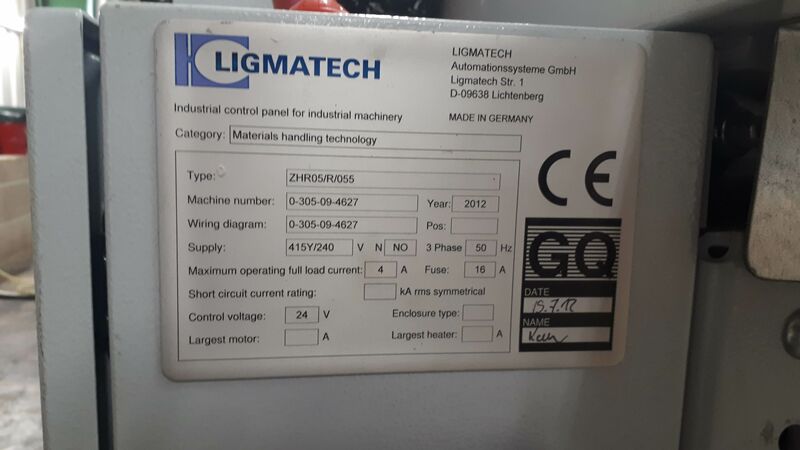 LIGMATECH
LIGMATECH
Automationssysteme GmbH
Ligmatech Str. 1
D-09638 Lichtenberg
Industrial control panel for industrial machinery
MADE IN GERMANY
Category: Materials handling technology
Type: ZHR05/R/055
Machine number: 0-305-09-4627 Year: 2012
Wiring diagram: 0-305-09-4627 Pos:
Supply: 415Y/240 V N NO 3 Phase 50 Hz
Maximum operating full load current: 4 A Fuse: 16 A
Short circuit current rating: kA rms symmetrical
Control voltage: 24 V Enclosure type:
Largest motor: A Largest heater: A
CE
GQ
DATE
19.7.12
NAME